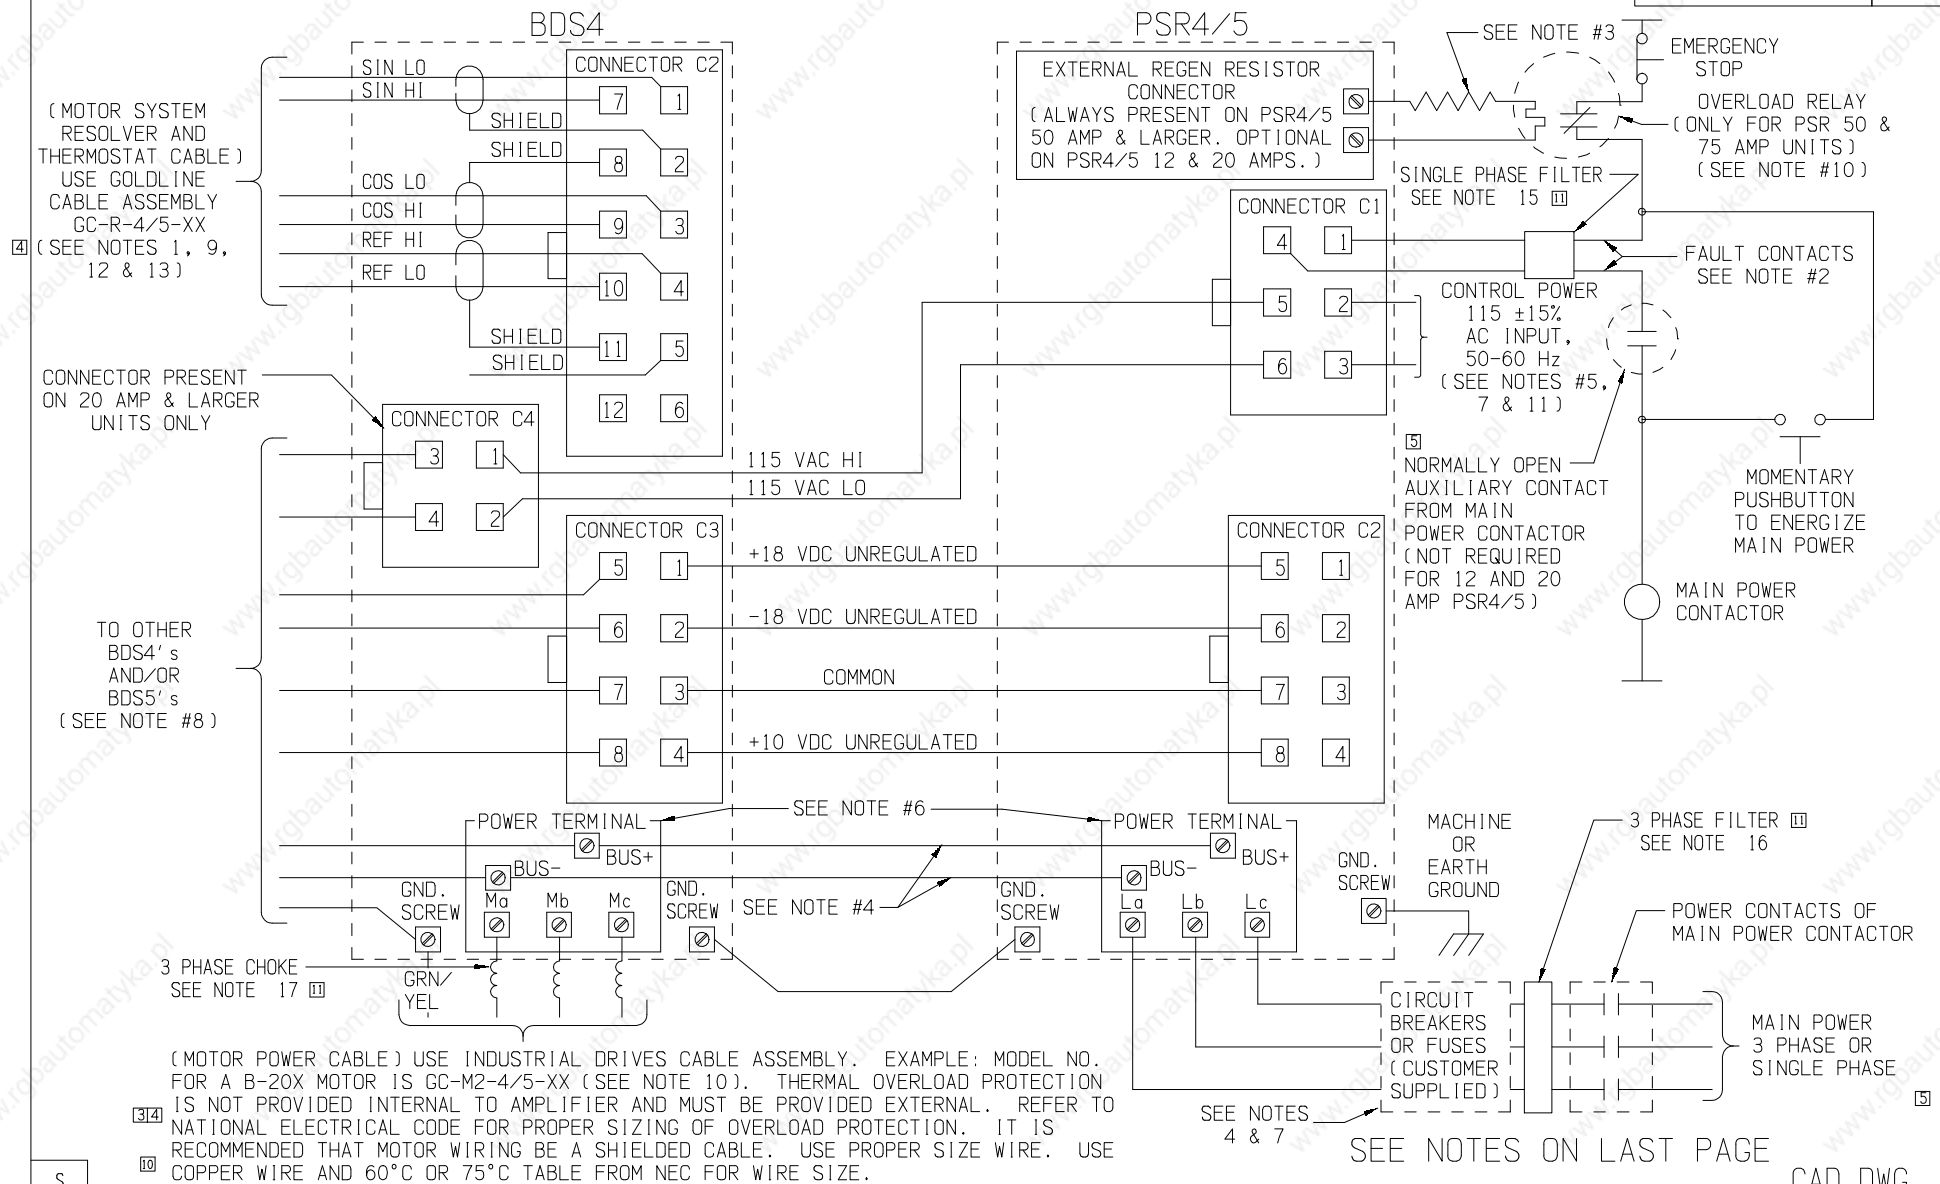 BDS4
PSR4/5
(MOTOR SYSTEM
RESOLVER AND
THERMOSTAT CABLE)
USE GOLDLINE
CABLE ASSEMBLY
GC-R-4/5-XX
4 (SEE NOTES 1, 9,
12 & 13)
SIN LO
SIN HI
SHIELD
SHIELD
COS LO
COS HI
REF HI
REF LO
SHIELD
SHIELD
CONNECTOR C2
7 1
8 2
9 3
10 4
11 5
12 6
CONNECTOR PRESENT
ON 20 AMP & LARGER
UNITS ONLY
CONNECTOR C4
3 1
4 2
115 VAC HI
115 VAC LO
CONNECTOR C3
5 1
6 2
7 3
8 4
+18 VDC UNREGULATED
-18 VDC UNREGULATED
COMMON
+10 VDC UNREGULATED
TO OTHER
BDS4's
AND/OR
BDS5's
(SEE NOTE #8)
EXTERNAL REGEN RESISTOR
CONNECTOR
(ALWAYS PRESENT ON PSR4/5
50 AMP & LARGER. OPTIONAL
ON PSR4/5 12 & 20 AMPS.)
SEE NOTE #3
EMERGENCY
STOP
OVERLOAD RELAY
(ONLY FOR PSR 50 &
75 AMP UNITS)
(SEE NOTE #10)
SINGLE PHASE FILTER
SEE NOTE 15 11
CONNECTOR C1
4 1
5 2
6 3
FAULT CONTACTS
SEE NOTE #2
CONTROL POWER
115 ±15%
AC INPUT,
50-60 Hz
(SEE NOTES #5,
7 & 11)
5
NORMALLY OPEN
AUXILIARY CONTACT
FROM MAIN
POWER CONTACTOR
(NOT REQUIRED
FOR 12 AND 20
AMP PSR4/5)
MOMENTARY
PUSHBUTTON
TO ENERGIZE
MAIN POWER
MAIN POWER
CONTACTOR
CONNECTOR C2
5 1
6 2
7 3
8 4
SEE NOTE #6
POWER TERMINAL
BUS+
BUS-
Ma Mb Mc
GND.
SCREW
GND.
SCREW
SEE NOTE #4
GND.
SCREW
POWER TERMINAL
BUS+
BUS-
La Lb Lc
GND.
SCREW
MACHINE
OR
EARTH
GROUND
3 PHASE FILTER 11
SEE NOTE 16
POWER CONTACTS OF
MAIN POWER CONTACTOR
3 PHASE CHOKE
SEE NOTE 17 11
GRN/
YEL
CIRCUIT
BREAKERS
OR FUSES
(CUSTOMER
SUPPLIED)
MAIN POWER
3 PHASE OR
SINGLE PHASE
5
SEE NOTES
4 & 7
(MOTOR POWER CABLE) USE INDUSTRIAL DRIVES CABLE ASSEMBLY. EXAMPLE: MODEL NO.
FOR A B-20X MOTOR IS GC-M2-4/5-XX (SEE NOTE 10). THERMAL OVERLOAD PROTECTION
3 4 IS NOT PROVIDED INTERNAL TO AMPLIFIER AND MUST BE PROVIDED EXTERNAL. REFER TO
NATIONAL ELECTRICAL CODE FOR PROPER SIZING OF OVERLOAD PROTECTION. IT IS
RECOMMENDED THAT MOTOR WIRING BE A SHIELDED CABLE. USE PROPER SIZE WIRE. USE
10 COPPER WIRE AND 60°C OR 75°C TABLE FROM NEC FOR WIRE SIZE.
SEE NOTES ON LAST PAGE
CAD DWG
S
www.rgbautomatyka.pl